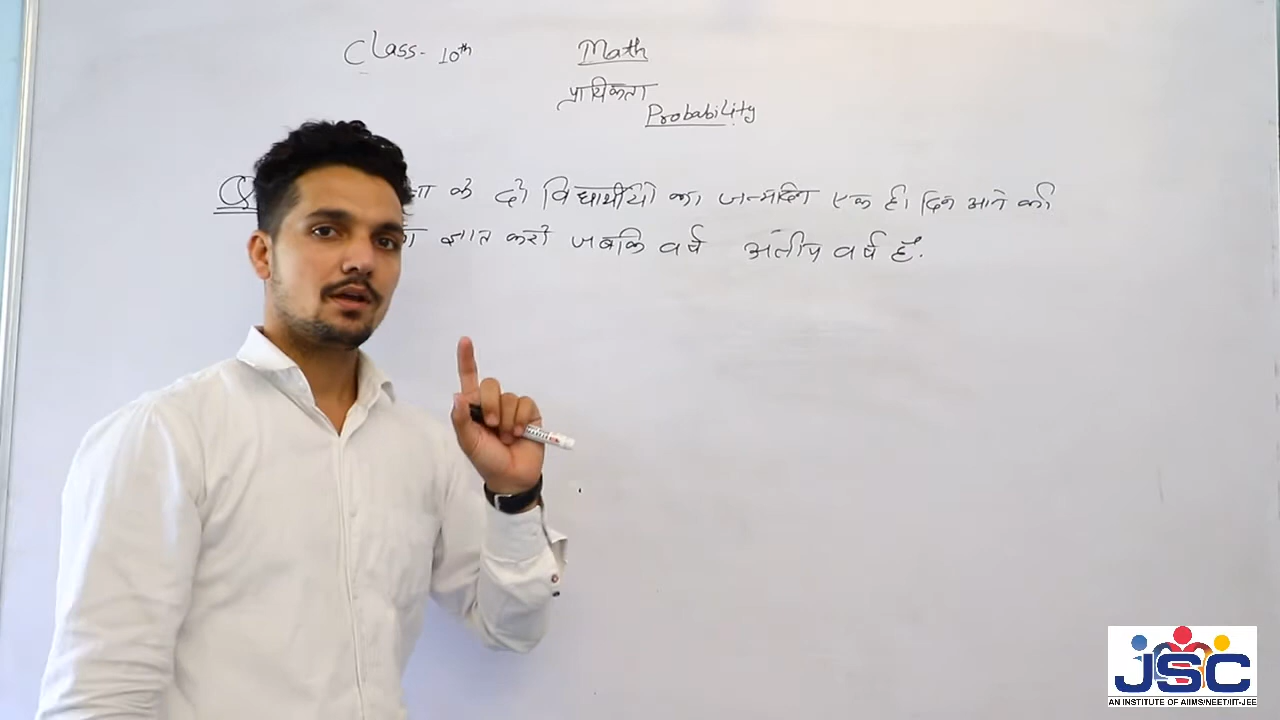 Class- 10th
Math
प्रायिकता
Probability
Q
के दो विद्यार्थीयों का जन्मदिन एक ही दिन आने की
ज्ञात करो जबकि वर्ष वर्ष है.
JSC
AN INSTITUTE OF AIIMS/NEET/IIT-JEE